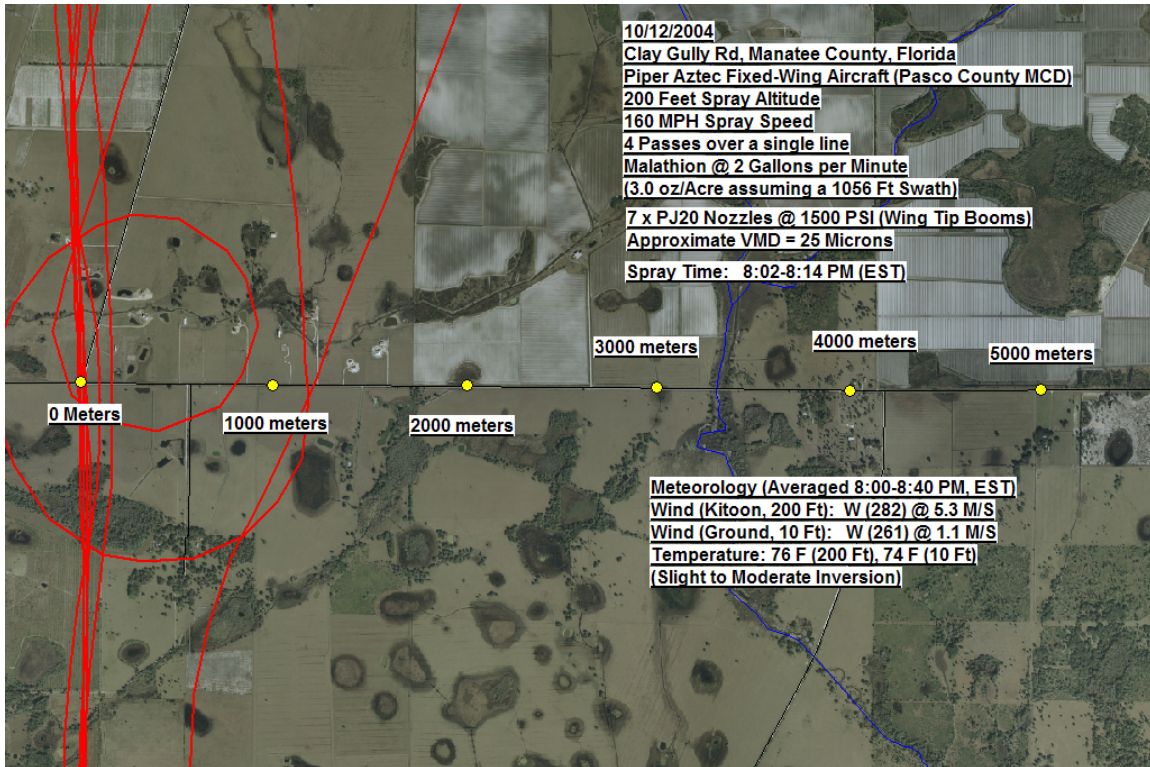 10/12/2004
Clay Gully Rd, Manatee County, Florida
Piper Aztec Fixed-Wing Aircraft (Pasco County MCD)
200 Feet Spray Altitude
160 MPH Spray Speed
4 Passes over a single line
Malathion @ 2 Gallons per Minute
(3.0 oz/Acre assuming a 1056 Ft Swath)
7 x PJ20 Nozzles @ 1500 PSI (Wing Tip Booms)
Approximate VMD = 25 Microns
Spray Time: 8:02-8:14 PM (EST)
0 Meters
1000 meters
2000 meters
3000 meters
4000 meters
5000 meters
Meteorology (Averaged 8:00-8:40 PM, EST)
Wind (Kitoon, 200 Ft): W (282) @ 5.3 M/S
Wind (Ground, 10 Ft): W (261) @ 1.1 M/S
Temperature: 76 F (200 Ft), 74 F (10 Ft)
(Slight to Moderate Inversion)